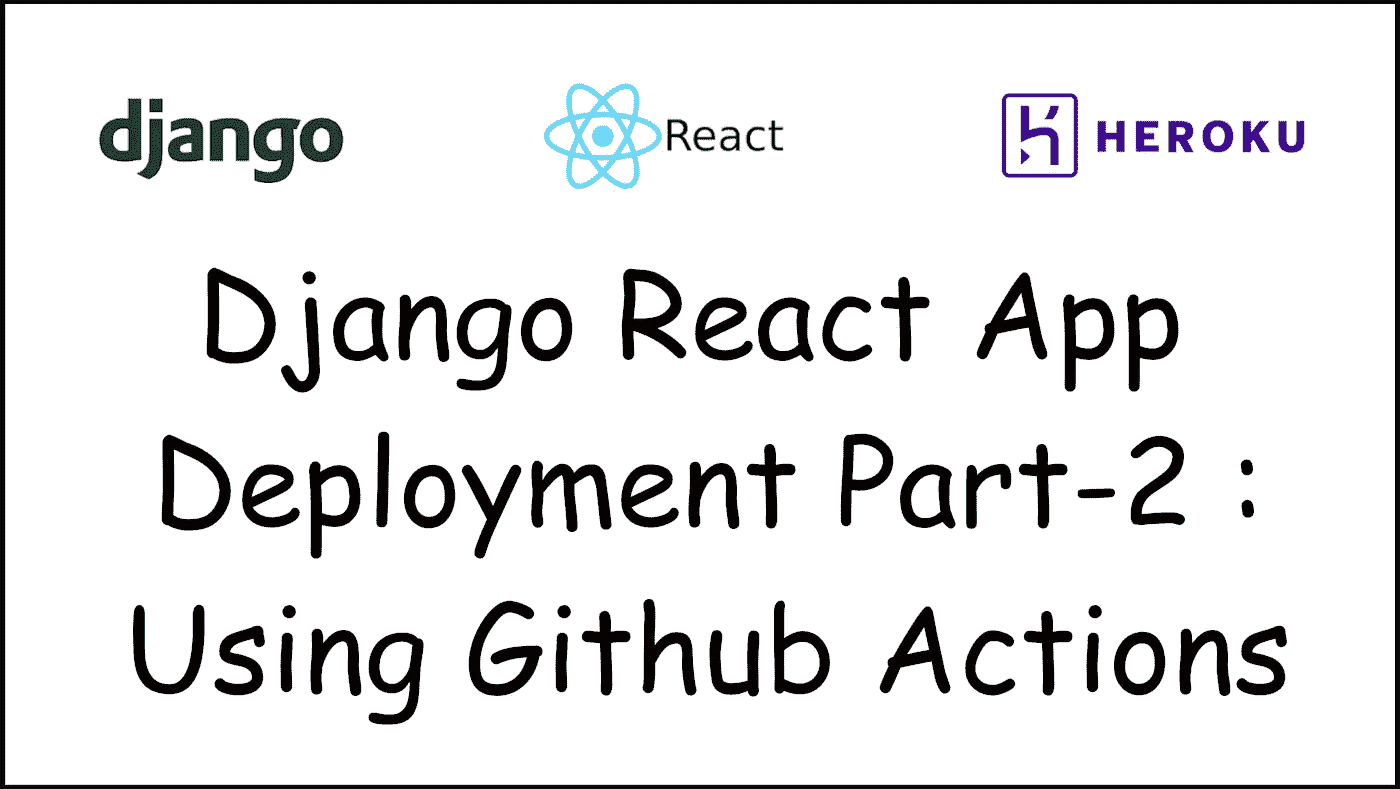 django React HEROKU
Django React App
Deployment Part-2 :
Using Github Actions